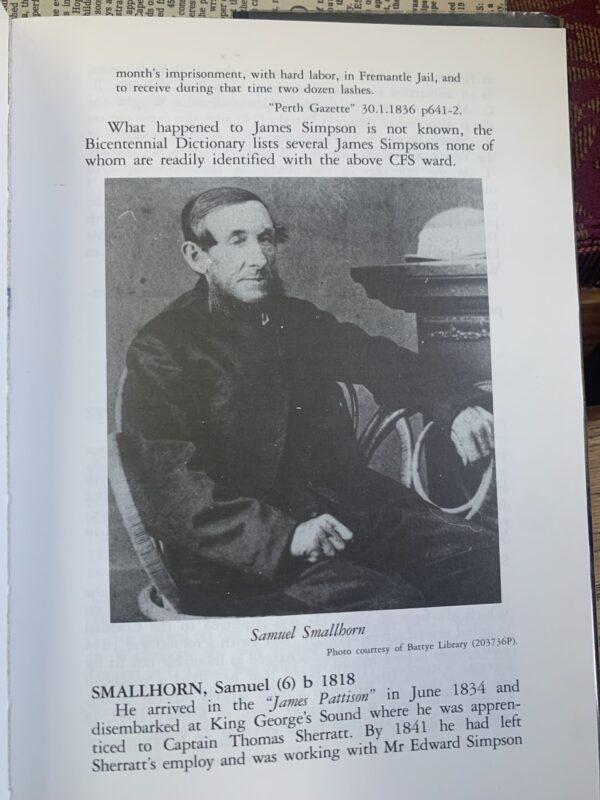 month's imprisonment, with hard labor, in Fremantle Jail, and
to receive during that time two dozen lashes.
"Perth Gazette" 30.1.1836 p641-2.
What happened to James Simpson is not known, the
Bicentennial Dictionary lists several James Simpsons none of
whom are readily identified with the above CFS ward.
Samuel Smallhorn
Photo courtesy of Battye Library (203736P).
SMALLHORN, Samuel (6) b 1818
He arrived in the "James Pattison" in June 1834 and
disembarked at King George's Sound where he was appren-
ticed to Captain Thomas Sherratt. By 1841 he had left
Sherratt's employ and was working with Mr Edward Simpson